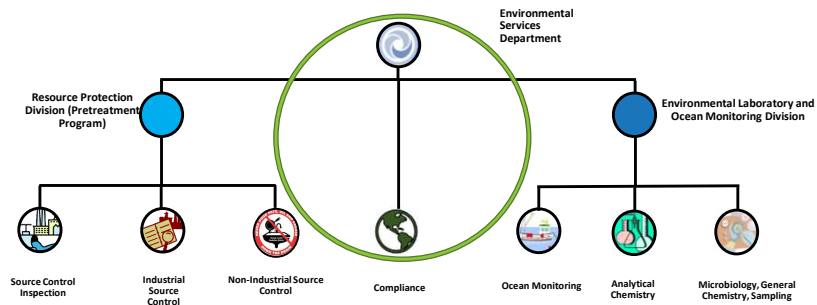 Environmental
Services
Department
Resource Protection
Division (Pretreatment
Program)
Environmental Laboratory and
Ocean Monitoring Division
Source Control
Inspection
Industrial
Source
Control
Non-Industrial Source
Control
Compliance
Ocean Monitoring
Analytical
Chemistry
Microbiology, General
Chemistry, Sampling